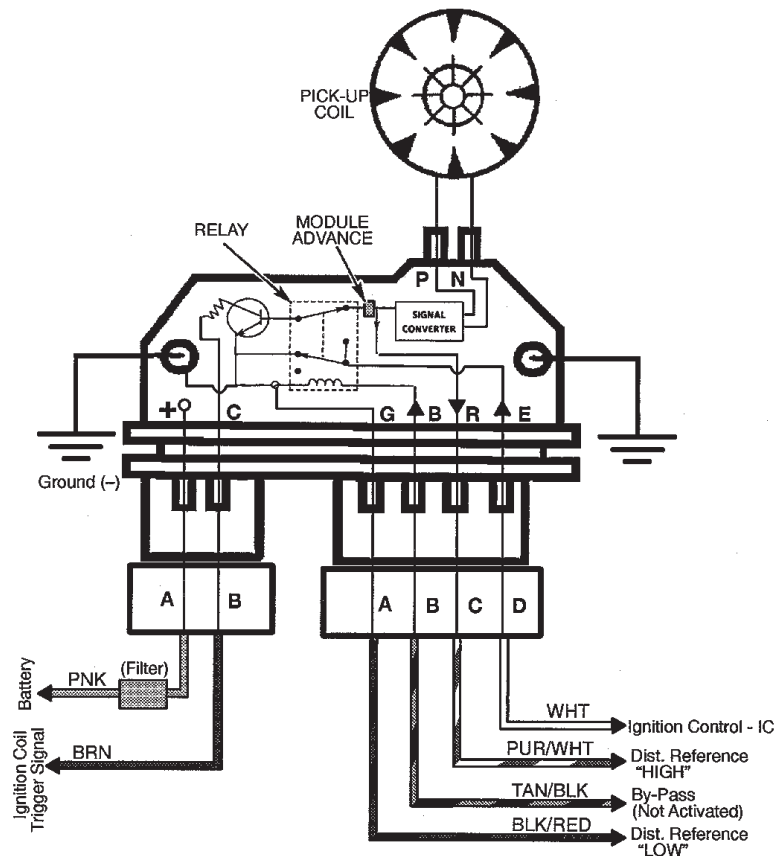 PICK-UP
COIL
RELAY
MODULE
ADVANCE
P N
SIGNAL
CONVERTER
+ C G B R E
Ground (–)
A B A B C D
(Filter)
PNK
Battery
BRN
Ignition Coil
Trigger Signal
WHT
Ignition Control - IC
PUR/WHT
Dist. Reference
"HIGH"
TAN/BLK
By-Pass
(Not Activated)
BLK/RED
Dist. Reference
"LOW"